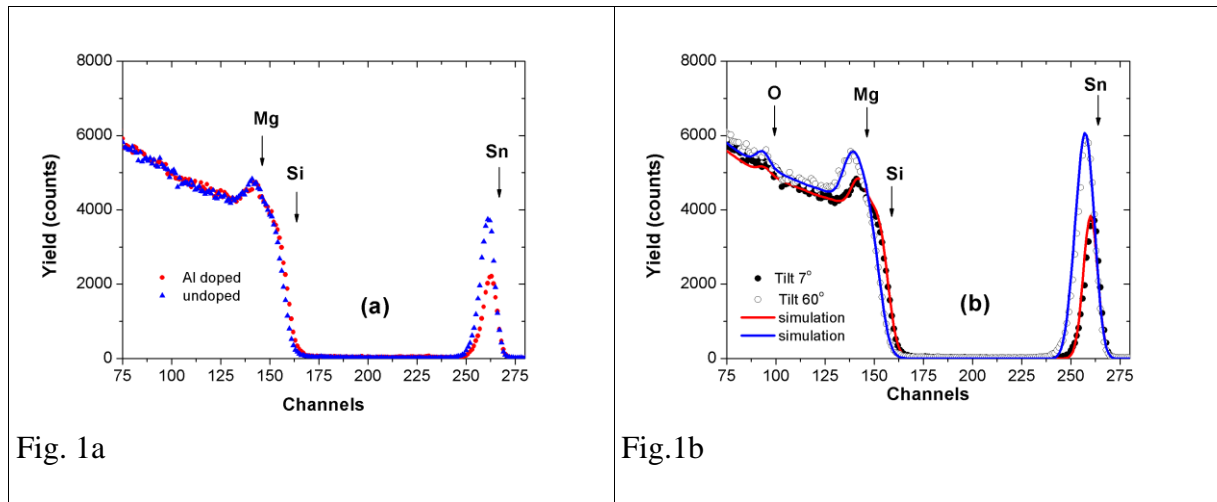 8000
6000
4000
2000
0
Yield (counts)
Mg
Si
Sn
Al doped
undoped
(a)
75 100 125 150 175 200 225 250 275
Channels
Fig. 1a
8000
6000
4000
2000
0
Yield (counts)
O
Mg
Si
Sn
Tilt 7°
Tilt 60°
simulation
simulation
(b)
75 100 125 150 175 200 225 250 275
Channels
Fig.1b